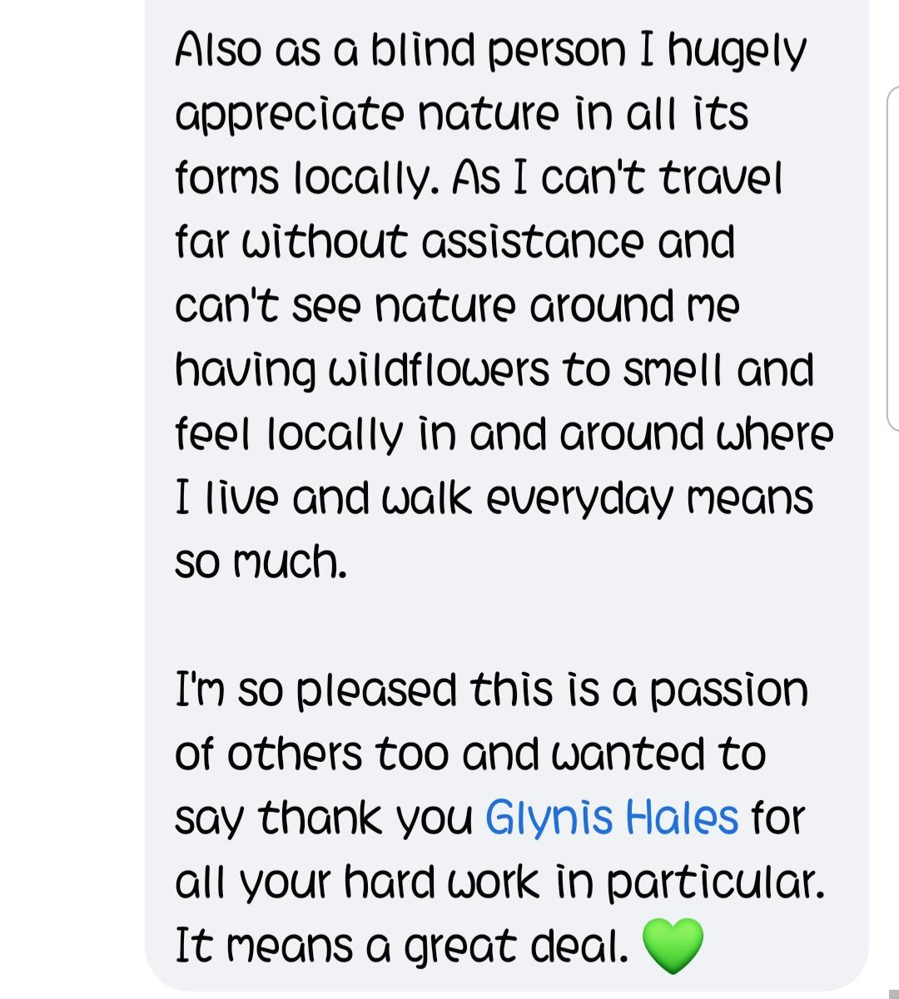 Also as a blind person I hugely
appreciate nature in all its
forms locally. As I can't travel
far without assistance and
can't see nature around me
having wildflowers to smell and
feel locally in and around where
I live and walk everyday means
so much.
I'm so pleased this is a passion
of others too and wanted to
say thank you Glynis Hales for
all your hard work in particular.
It means a great deal. 💚